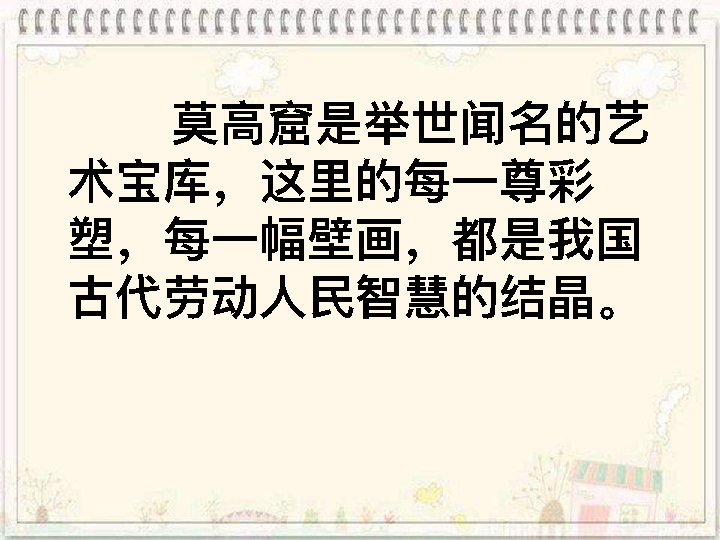 莫高窟是举世闻名的艺
术宝库，这里的每一尊彩
塑，每一幅壁画，都是我国
古代劳动人民智慧的结晶。